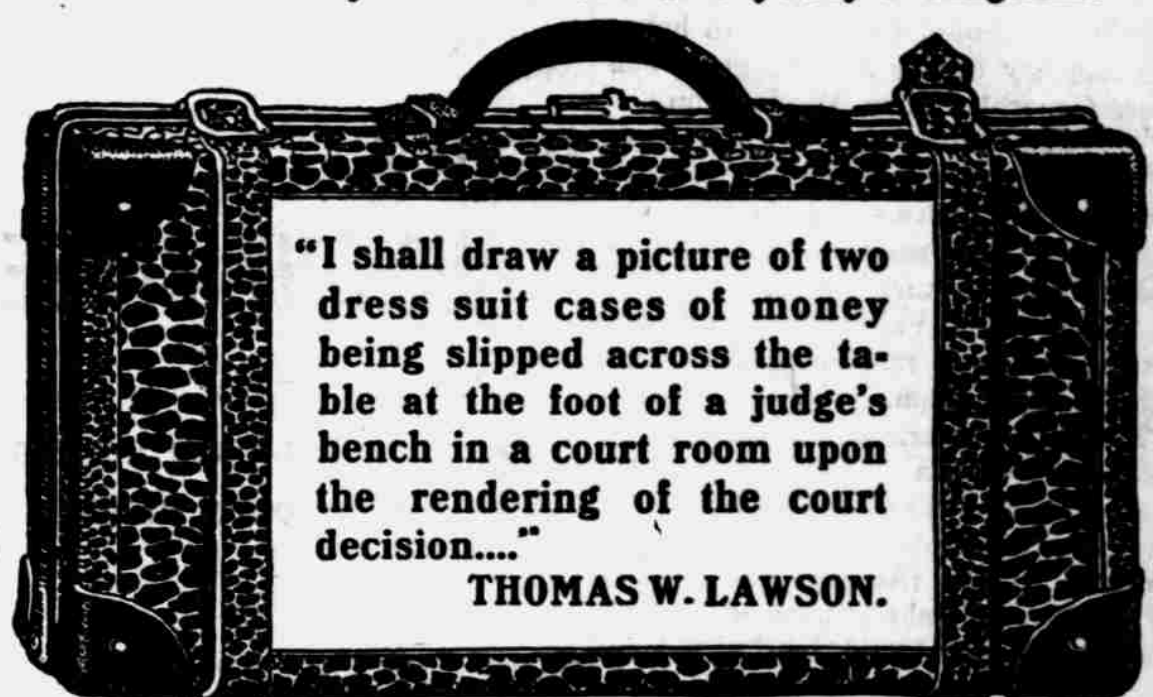 “I shall draw a picture of two
dress suit cases of money
being slipped across the ta-
ble at the foot of a judge’s
bench in a court room upon
the rendering of the court
decision....”
THOMAS W. LAWSON.